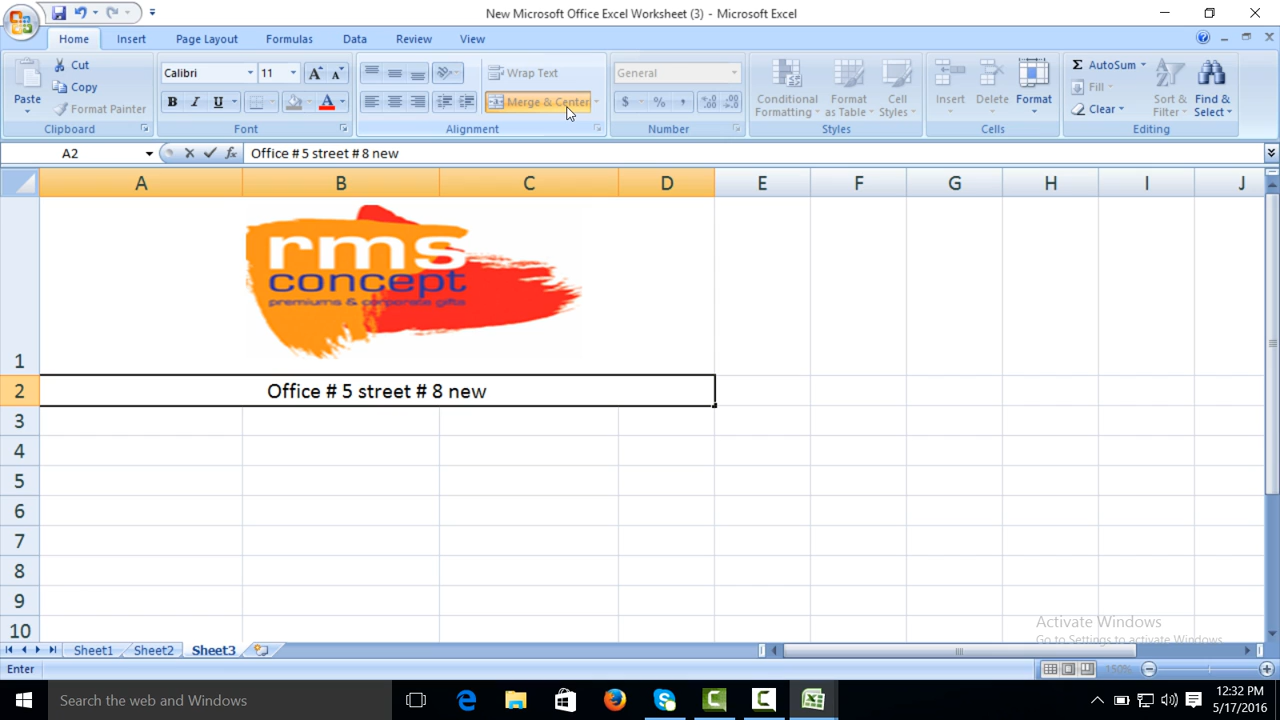 New Microsoft Office Excel Worksheet (3) - Microsoft Excel
Home Insert Page Layout Formulas Data Review View
Paste
Cut
Copy
Format Painter
Clipboard
Calibri 11 A A
B I U A
Font
Wrap Text
Merge & Center
Alignment
General
$ % ,
Number
Conditional Formatting
Format as Table
Cell Styles
Styles
Insert Delete Format
Cells
Σ AutoSum
Fill
Clear
Sort & Filter
Find & Select
Editing
A2 fx Office # 5 street # 8 new
A B C D E F G H I J
1
rms
concept
premiums & corporate gifts
2 Office # 5 street # 8 new
3
4
5
6
7
8
9
10
Activate Windows
Go to Settings to activate Windows.
Sheet1 Sheet2 Sheet3
Enter 150%
Search the web and Windows
12:32 PM
5/17/2016